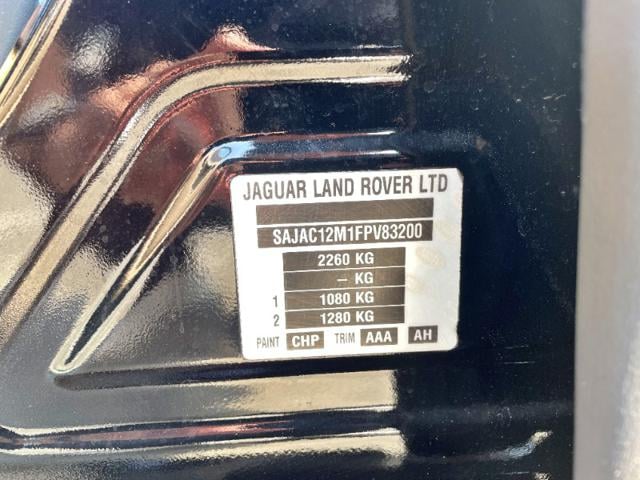 JAGUAR LAND ROVER LTD
SAJAC12M1FPV83200
2260 KG
– KG
1 1080 KG
2 1280 KG
PAINT CHP TRIM AAA AH